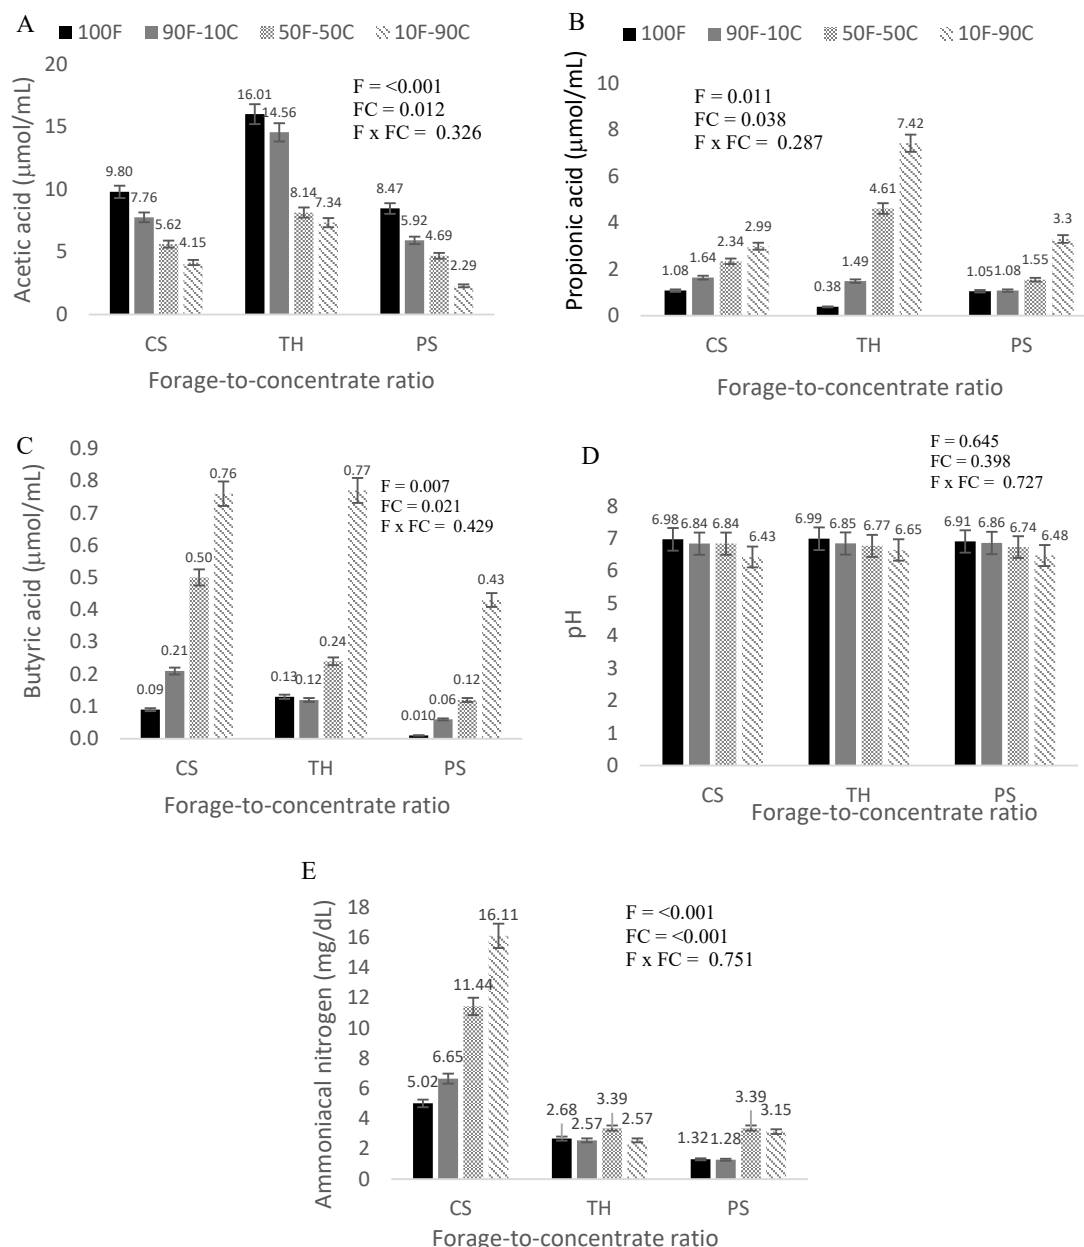 A
100F 90F-10C 50F-50C 10F-90C
Acetic acid (µmol/mL)
20
15
10
5
0
F = <0.001
FC = 0.012
F x FC = 0.326
9.80
7.76
5.62
4.15
16.01
14.56
8.14
7.34
8.47
5.92
4.69
2.29
CS TH PS
Forage-to-concentrate ratio
B
100F 90F-10C 50F-50C 10F-90C
Propionic acid (µmol/mL)
10
8
6
4
2
0
F = 0.011
FC = 0.038
F x FC = 0.287
1.08
1.64
2.34
2.99
0.38
1.49
4.61
7.42
1.05
1.08
1.55
3.3
CS TH PS
Forage-to-concentrate ratio
C
Butyric acid (µmol/mL)
0.9
0.8
0.7
0.6
0.5
0.4
0.3
0.2
0.1
0.0
F = 0.007
FC = 0.021
F x FC = 0.429
0.09
0.21
0.50
0.76
0.13
0.12
0.24
0.77
0.010
0.06
0.12
0.43
CS TH PS
Forage-to-concentrate ratio
D
pH
8
7
6
5
4
3
2
1
0
F = 0.645
FC = 0.398
F x FC = 0.727
6.98
6.84
6.84
6.43
6.99
6.85
6.77
6.65
6.91
6.86
6.74
6.48
CS TH PS
Forage-to-concentrate ratio
E
Ammoniacal nitrogen (mg/dL)
18
16
14
12
10
8
6
4
2
0
F = <0.001
FC = <0.001
F x FC = 0.751
5.02
6.65
11.44
16.11
2.68
2.57
3.39
2.57
1.32
1.28
3.39
3.15
CS TH PS
Forage-to-concentrate ratio